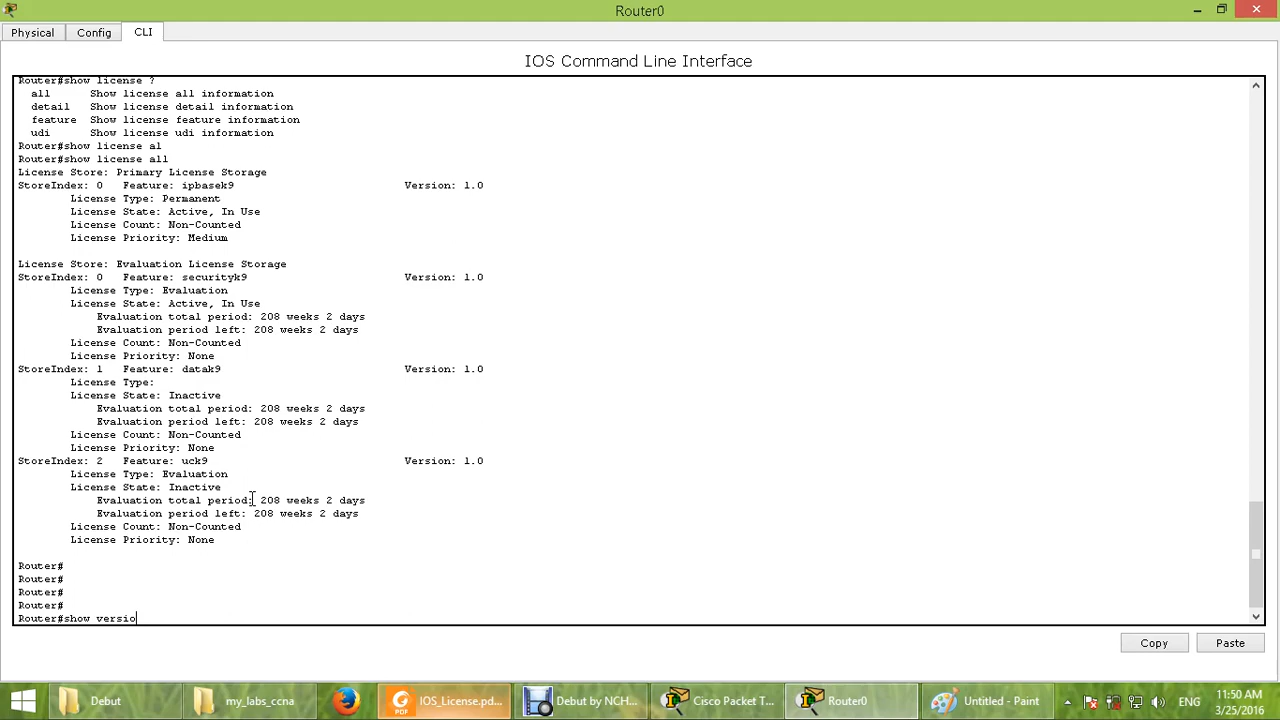 Router0
Physical Config CLI
IOS Command Line Interface
Router#show license ?
all Show license all information
detail Show license detail information
feature Show license feature information
udi Show license udi information
Router#show license al
Router#show license all
License Store: Primary License Storage
StoreIndex: 0 Feature: ipbasek9 Version: 1.0
License Type: Permanent
License State: Active, In Use
License Count: Non-Counted
License Priority: Medium
License Store: Evaluation License Storage
StoreIndex: 0 Feature: securityk9 Version: 1.0
License Type: Evaluation
License State: Active, In Use
Evaluation total period: 208 weeks 2 days
Evaluation period left: 208 weeks 2 days
License Count: Non-Counted
License Priority: None
StoreIndex: 1 Feature: datak9 Version: 1.0
License Type:
License State: Inactive
Evaluation total period: 208 weeks 2 days
Evaluation period left: 208 weeks 2 days
License Count: Non-Counted
License Priority: None
StoreIndex: 2 Feature: uck9 Version: 1.0
License Type: Evaluation
License State: Inactive
Evaluation total period: 208 weeks 2 days
Evaluation period left: 208 weeks 2 days
License Count: Non-Counted
License Priority: None
Router#
Router#
Router#
Router#
Router#show versio
Copy Paste
Debut my_labs_ccna PDF IOS_License.pd... Debut by NCH... Cisco Packet T... Router0 Untitled - Paint ENG 11:50 AM
3/25/2016